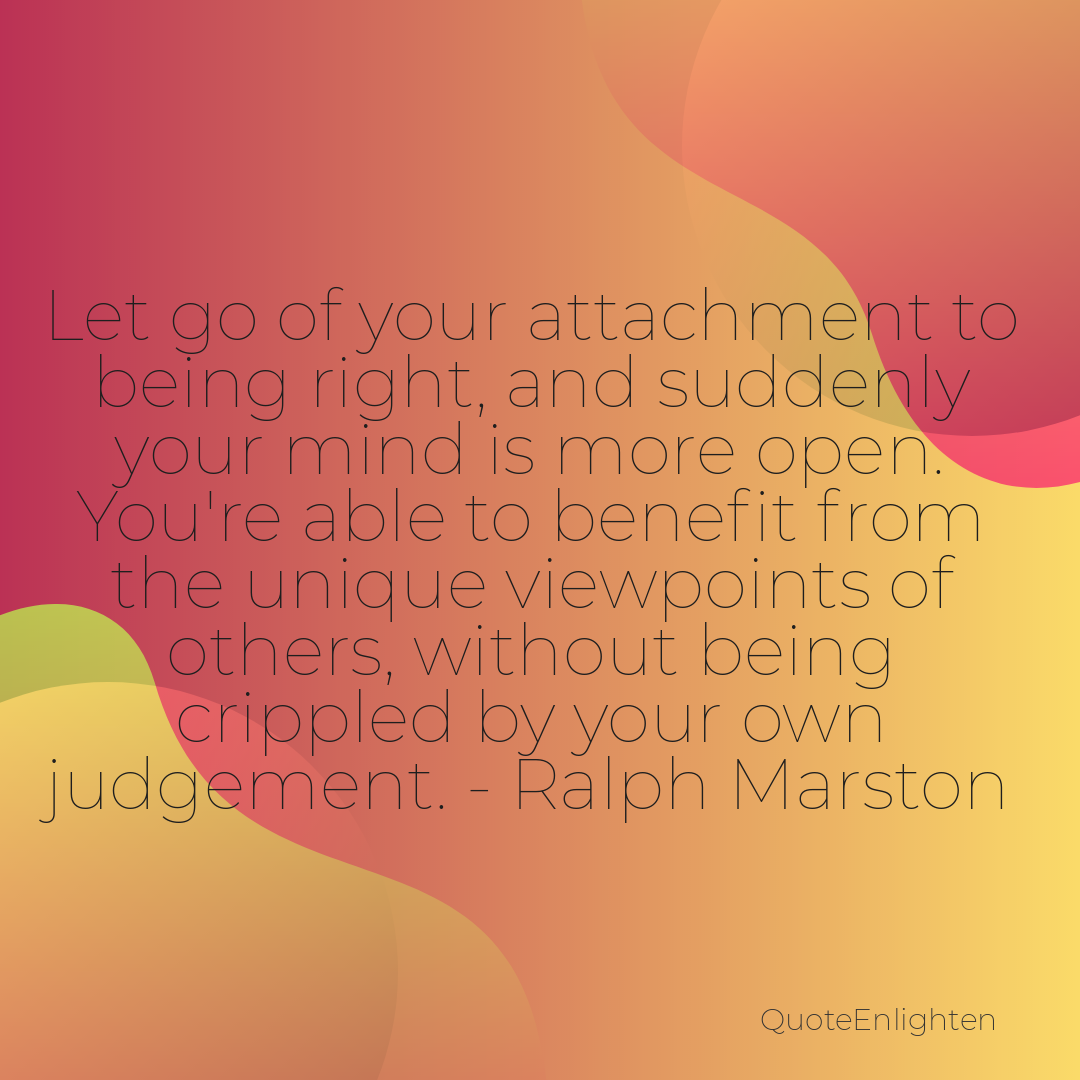 Let go of your attachment to
being right, and suddenly
your mind is more open.
You're able to benefit from
the unique viewpoints of
others, without being
crippled by your own
judgement. - Ralph Marston
QuoteEnlighten